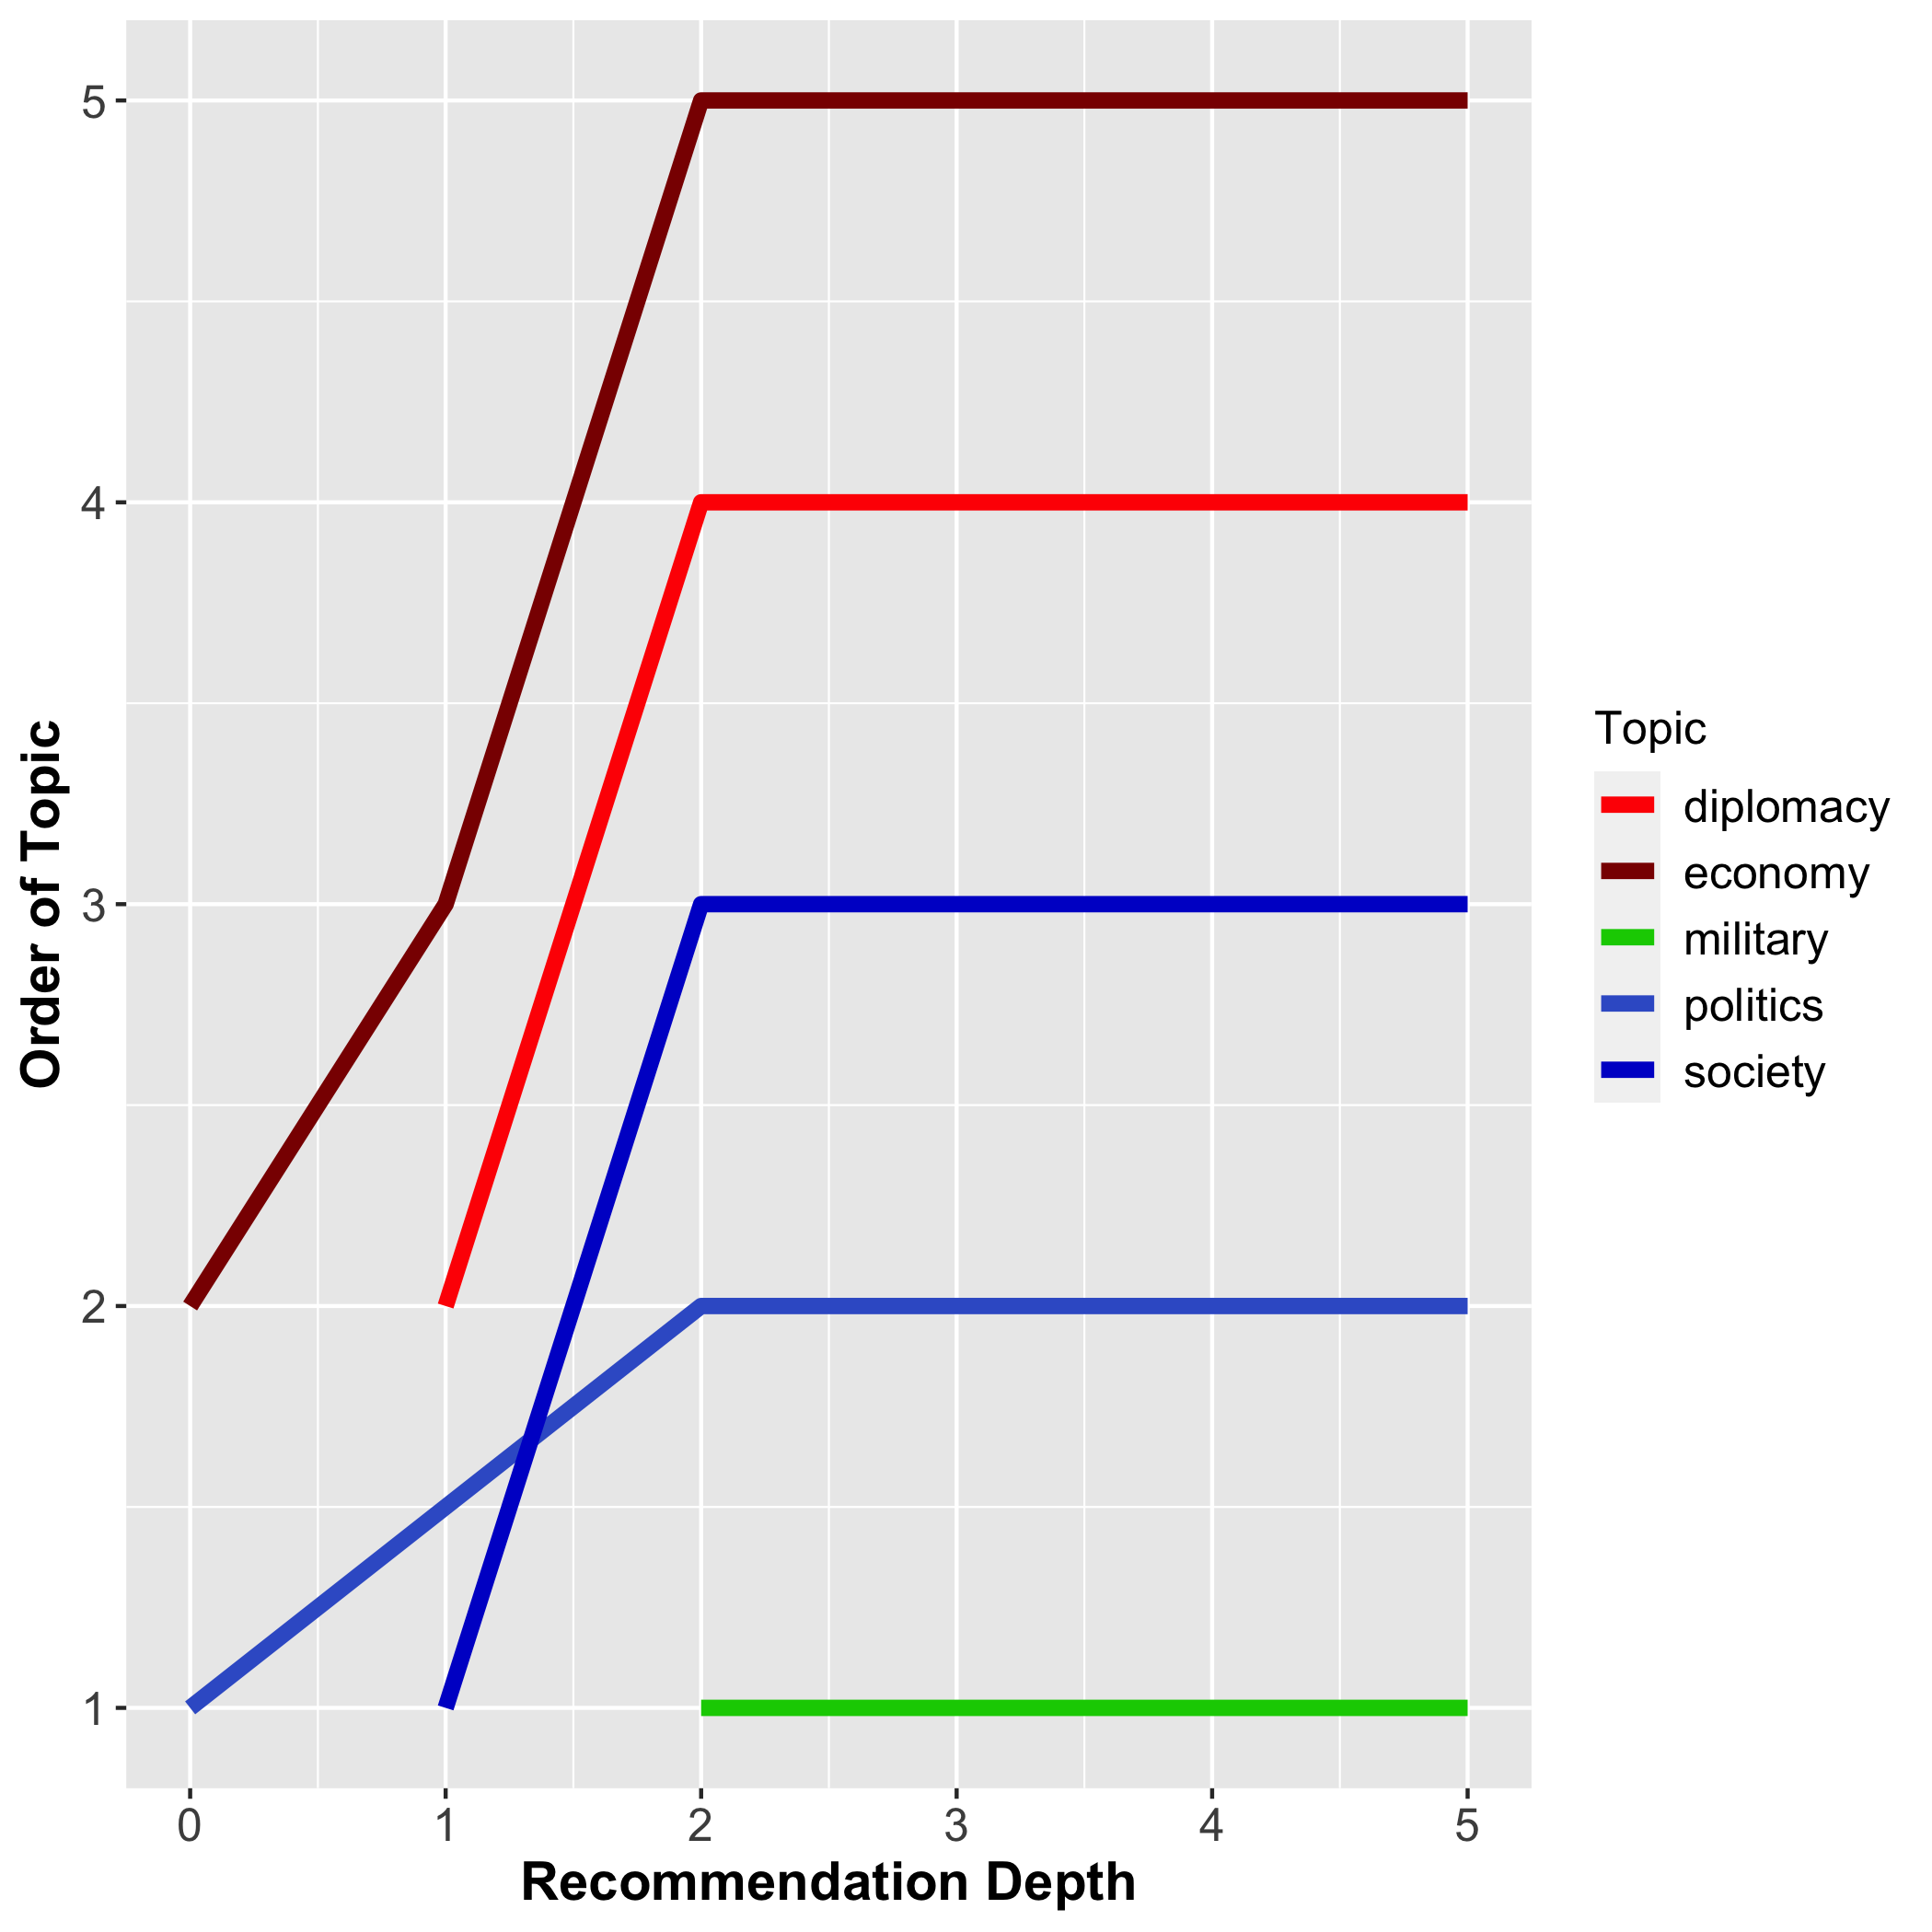 Order of Topic
5
4
3
2
1
0 1 2 3 4 5
Recommendation Depth
Topic
diplomacy
economy
military
politics
society